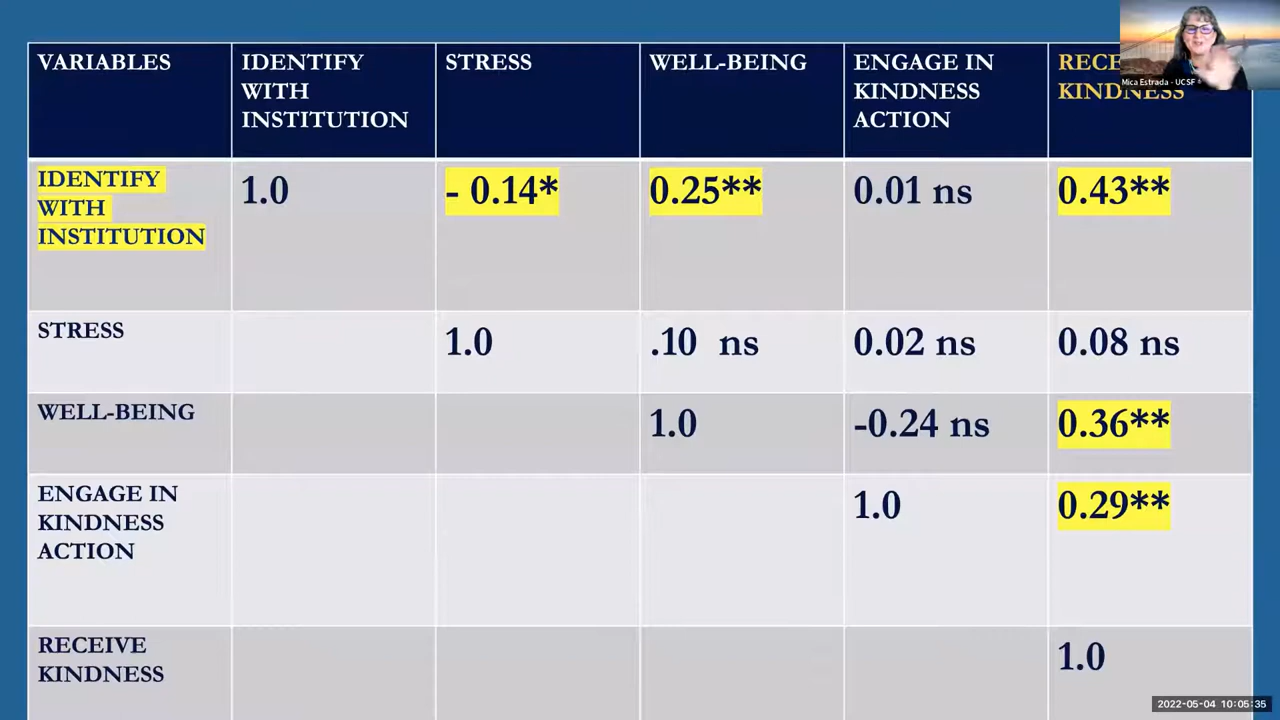 VARIABLES
IDENTIFY
WITH
INSTITUTION
STRESS
WELL-BEING
ENGAGE IN
KINDNESS
ACTION
KINDNESS
Mica Estrada - UCSF
IDENTIFY
WITH
INSTITUTION
1.0
- 0.14*
0.25**
0.01 ns
0.43**
STRESS
1.0
.10 ns
0.02 ns
0.08 ns
WELL-BEING
1.0
-0.24 ns
0.36**
ENGAGE IN
KINDNESS
ACTION
1.0
0.29**
RECEIVE
KINDNESS
1.0
2022-05-04 10:05:35